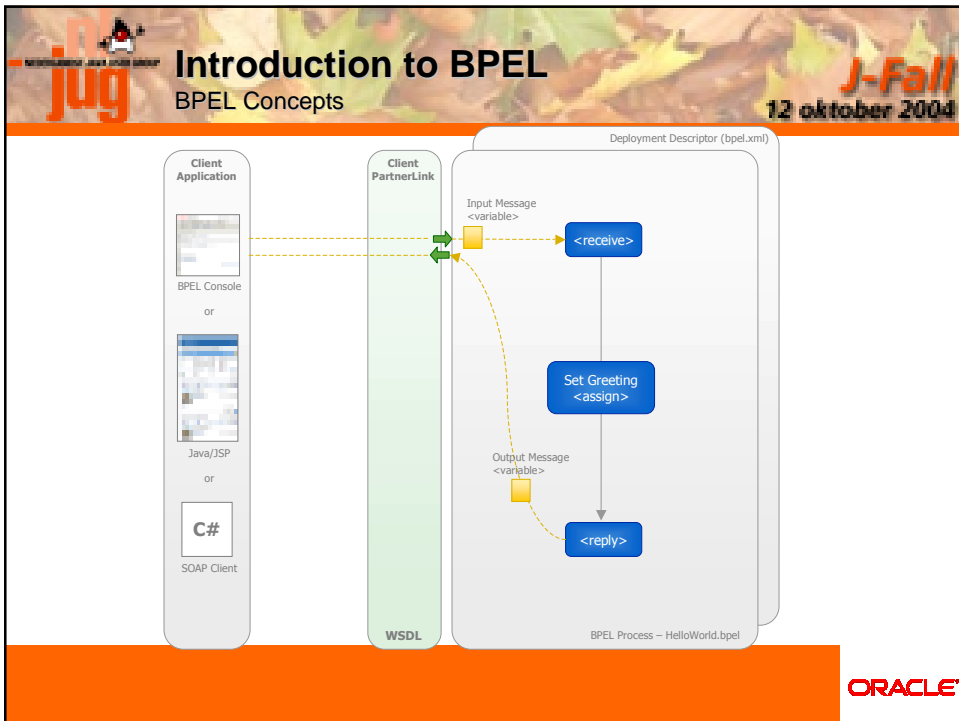 jug
Introduction to BPEL
BPEL Concepts
J-Fall
12 oktober 2004
Deployment Descriptor (bpel.xml)
Client
Application
BPEL Console
or
Java/JSP
or
C#
SOAP Client
Client
PartnerLink
WSDL
Input Message
<variable>
<receive>
Set Greeting
<assign>
Output Message
<variable>
<reply>
BPEL Process – HelloWorld.bpel
ORACLE